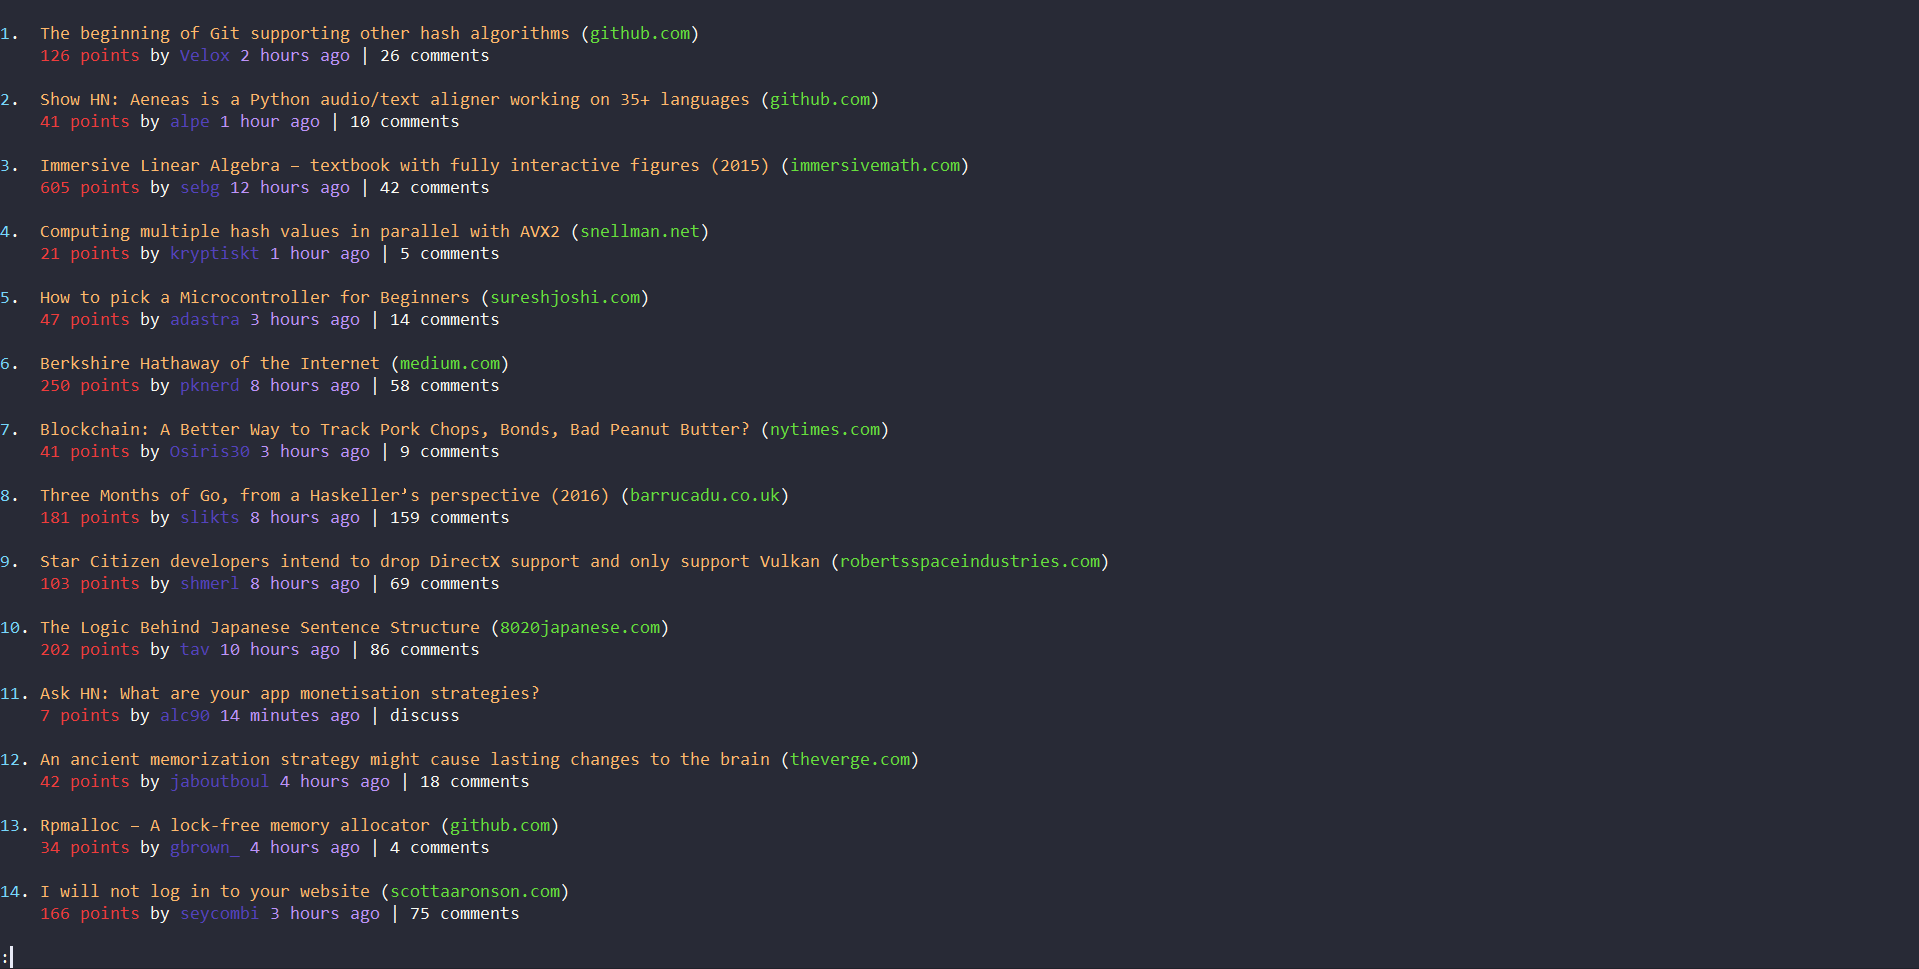 1.  The beginning of Git supporting other hash algorithms (github.com)
126 points by Velox 2 hours ago | 26 comments
2.  Show HN: Aeneas is a Python audio/text aligner working on 35+ languages (github.com)
41 points by alpe 1 hour ago | 10 comments
3.  Immersive Linear Algebra – textbook with fully interactive figures (2015) (immersivemath.com)
605 points by sebg 12 hours ago | 42 comments
4.  Computing multiple hash values in parallel with AVX2 (snellman.net)
21 points by kryptiskt 1 hour ago | 5 comments
5.  How to pick a Microcontroller for Beginners (sureshjoshi.com)
47 points by adastra 3 hours ago | 14 comments
6.  Berkshire Hathaway of the Internet (medium.com)
250 points by pknerd 8 hours ago | 58 comments
7.  Blockchain: A Better Way to Track Pork Chops, Bonds, Bad Peanut Butter? (nytimes.com)
41 points by Osiris30 3 hours ago | 9 comments
8.  Three Months of Go, from a Haskeller's perspective (2016) (barrucadu.co.uk)
181 points by slikts 8 hours ago | 159 comments
9.  Star Citizen developers intend to drop DirectX support and only support Vulkan (robertsspaceindustries.com)
103 points by shmerl 8 hours ago | 69 comments
10. The Logic Behind Japanese Sentence Structure (8020japanese.com)
202 points by tav 10 hours ago | 86 comments
11. Ask HN: What are your app monetisation strategies?
7 points by alc90 14 minutes ago | discuss
12. An ancient memorization strategy might cause lasting changes to the brain (theverge.com)
42 points by jaboutboul 4 hours ago | 18 comments
13. Rpmalloc – A lock-free memory allocator (github.com)
34 points by gbrown_ 4 hours ago | 4 comments
14. I will not log in to your website (scottaaronson.com)
166 points by seycombi 3 hours ago | 75 comments
: